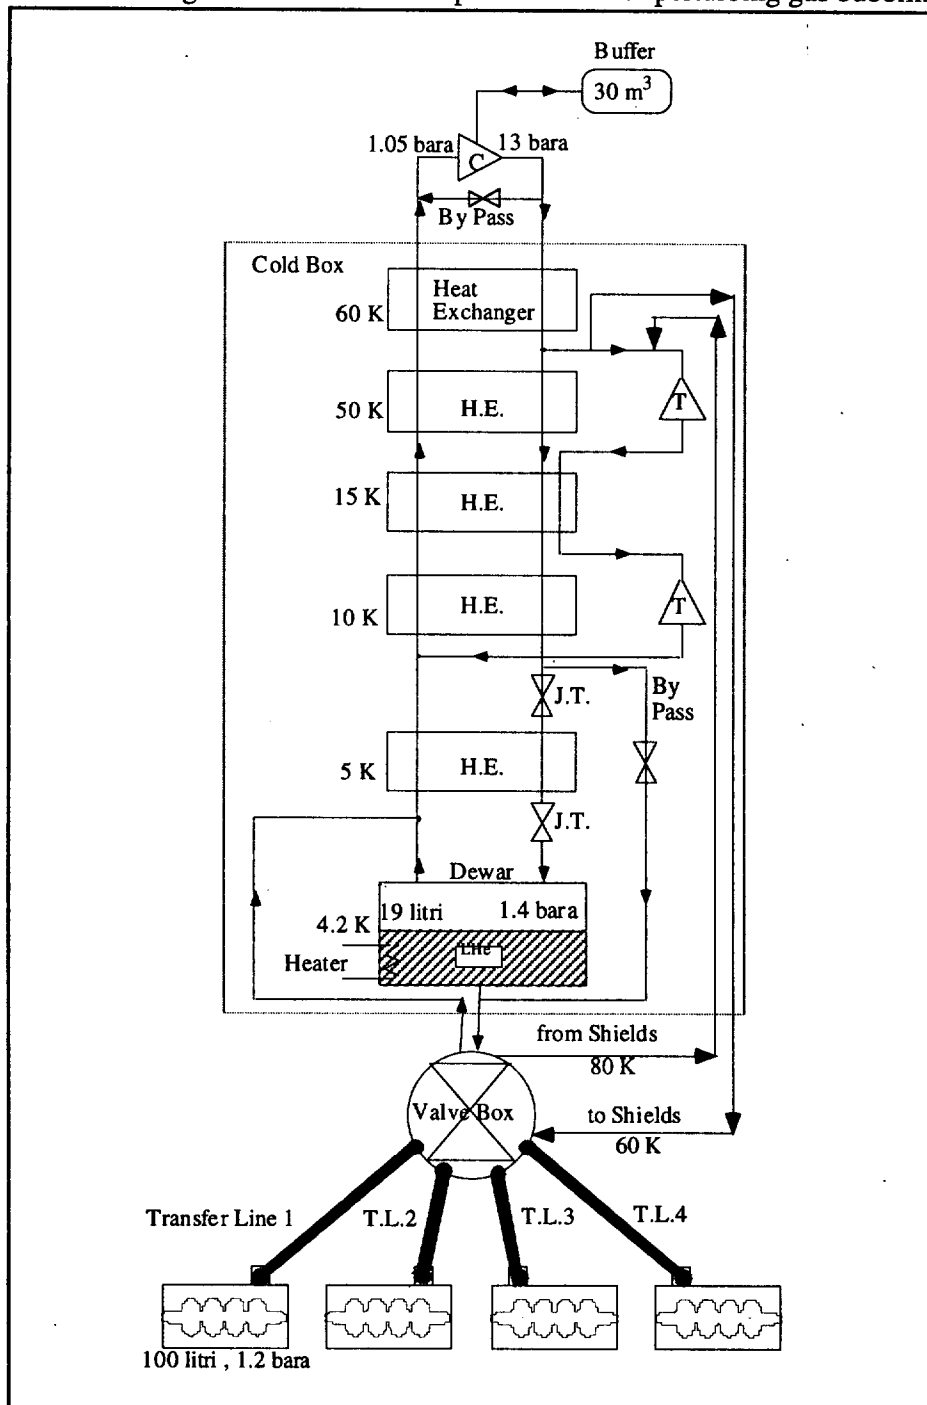 Buffer
30 m³
1.05 bara
13 bara
C
By Pass
Cold Box
Heat
Exchanger
60 K
50 K
H.E.
T
15 K
H.E.
10 K
H.E.
T
J.T.
By
Pass
5 K
H.E.
J.T.
Dewar
19 litri
1.4 bara
4.2 K
LHe
Heater
from Shields
80 K
Valve Box
to Shields
60 K
Transfer Line 1
T.L.2
T.L.3
T.L.4
100 litri , 1.2 bara